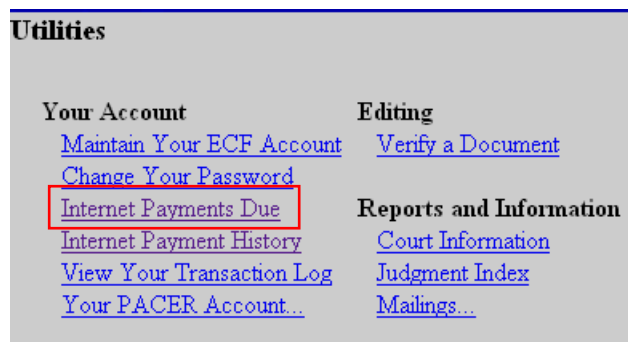 Utilities
Your Account
Maintain Your ECF Account
Change Your Password
Internet Payments Due
Internet Payment History
View Your Transaction Log
Your PACER Account...
Editing
Verify a Document
Reports and Information
Court Information
Judgment Index
Mailings...